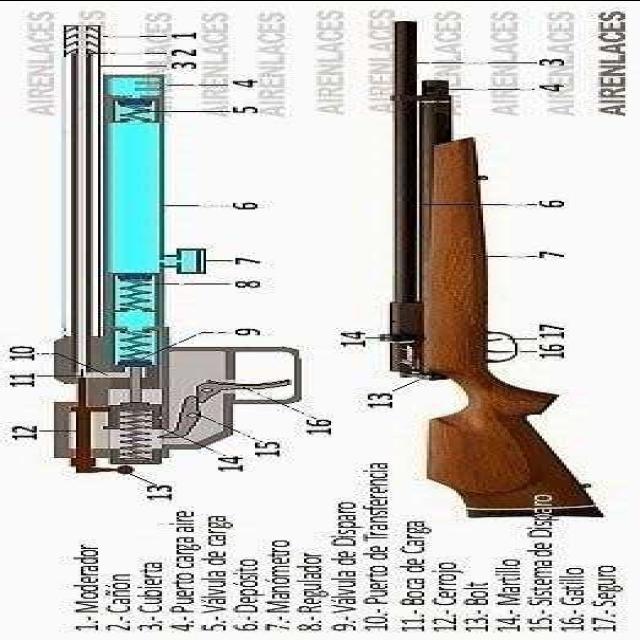 AIRENLACES
AIRENLACES
AIRENLACES
AIRENLACES
AIRENLACES
AIRENLACES
AIRENLACES
AIRENLACES
1
2
3
4
5
6
7
8
9
10
11
12
13
14
15
16
3
4
6
7
14
16
17
13
1.- Moderador
2.- Cañón
3.- Cubierta
4.- Puerto carga aire
5.- Válvula de carga
6.- Depósito
7.- Manómetro
8.- Regulador
9.- Válvula de Disparo
10.- Puerto de Transferencia
11.- Boca de Carga
12.- Cerrojo
13.- Bolt
14.- Martillo
15.- Sistema de Disparo
16.- Gatillo
17.- Seguro